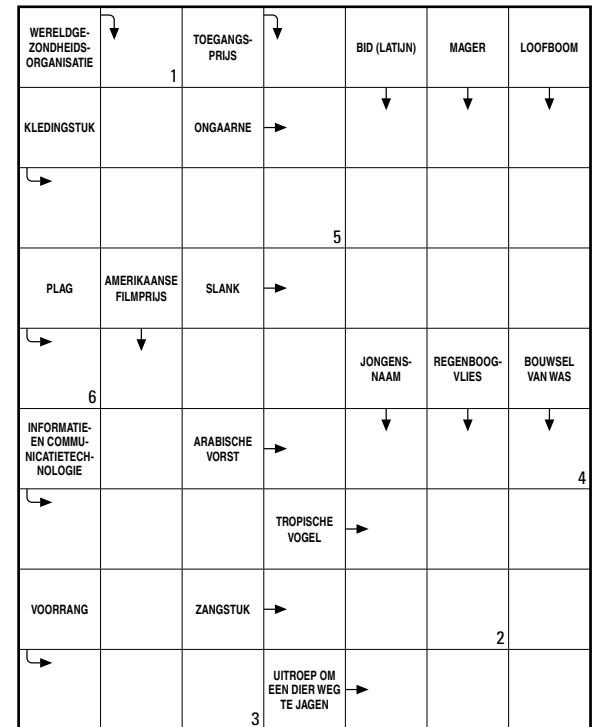 WERELDGE-
ZONDHEIDS-
ORGANISATIE
1
TOEGANGS-
PRIJS
BID (LATIJN)
MAGER
LOOFBOOM
KLEDINGSTUK
ONGAARNE
5
PLAG
AMERIKAANSE
FILMPRIJS
SLANK
6
JONGENS-
NAAM
REGENBOOG-
VLIES
BOUWSEL
VAN WAS
INFORMATIE-
EN COMMU-
NICATIETECH-
NOLOGIE
ARABISCHE
VORST
4
TROPISCHE
VOGEL
VOORRANG
ZANGSTUK
2
3
UITROEP OM
EEN DIER WEG
TE JAGEN